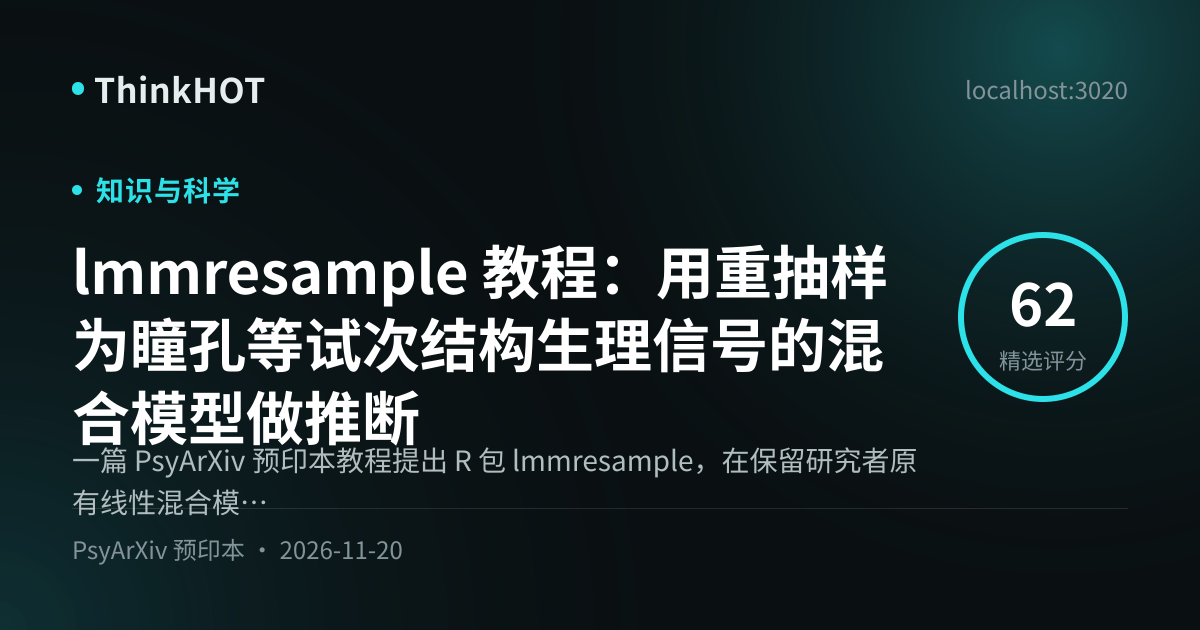 ThinkHOT
localhost:3020
知识与科学
lmmresample 教程：用重抽样
为瞳孔等试次结构生理信号的混
合模型做推断
62
精选评分
一篇 PsyArXiv 预印本教程提出 R 包 lmmresample，在保留研究者原
有线性混合模…
PsyArXiv 预印本 · 2026-11-20